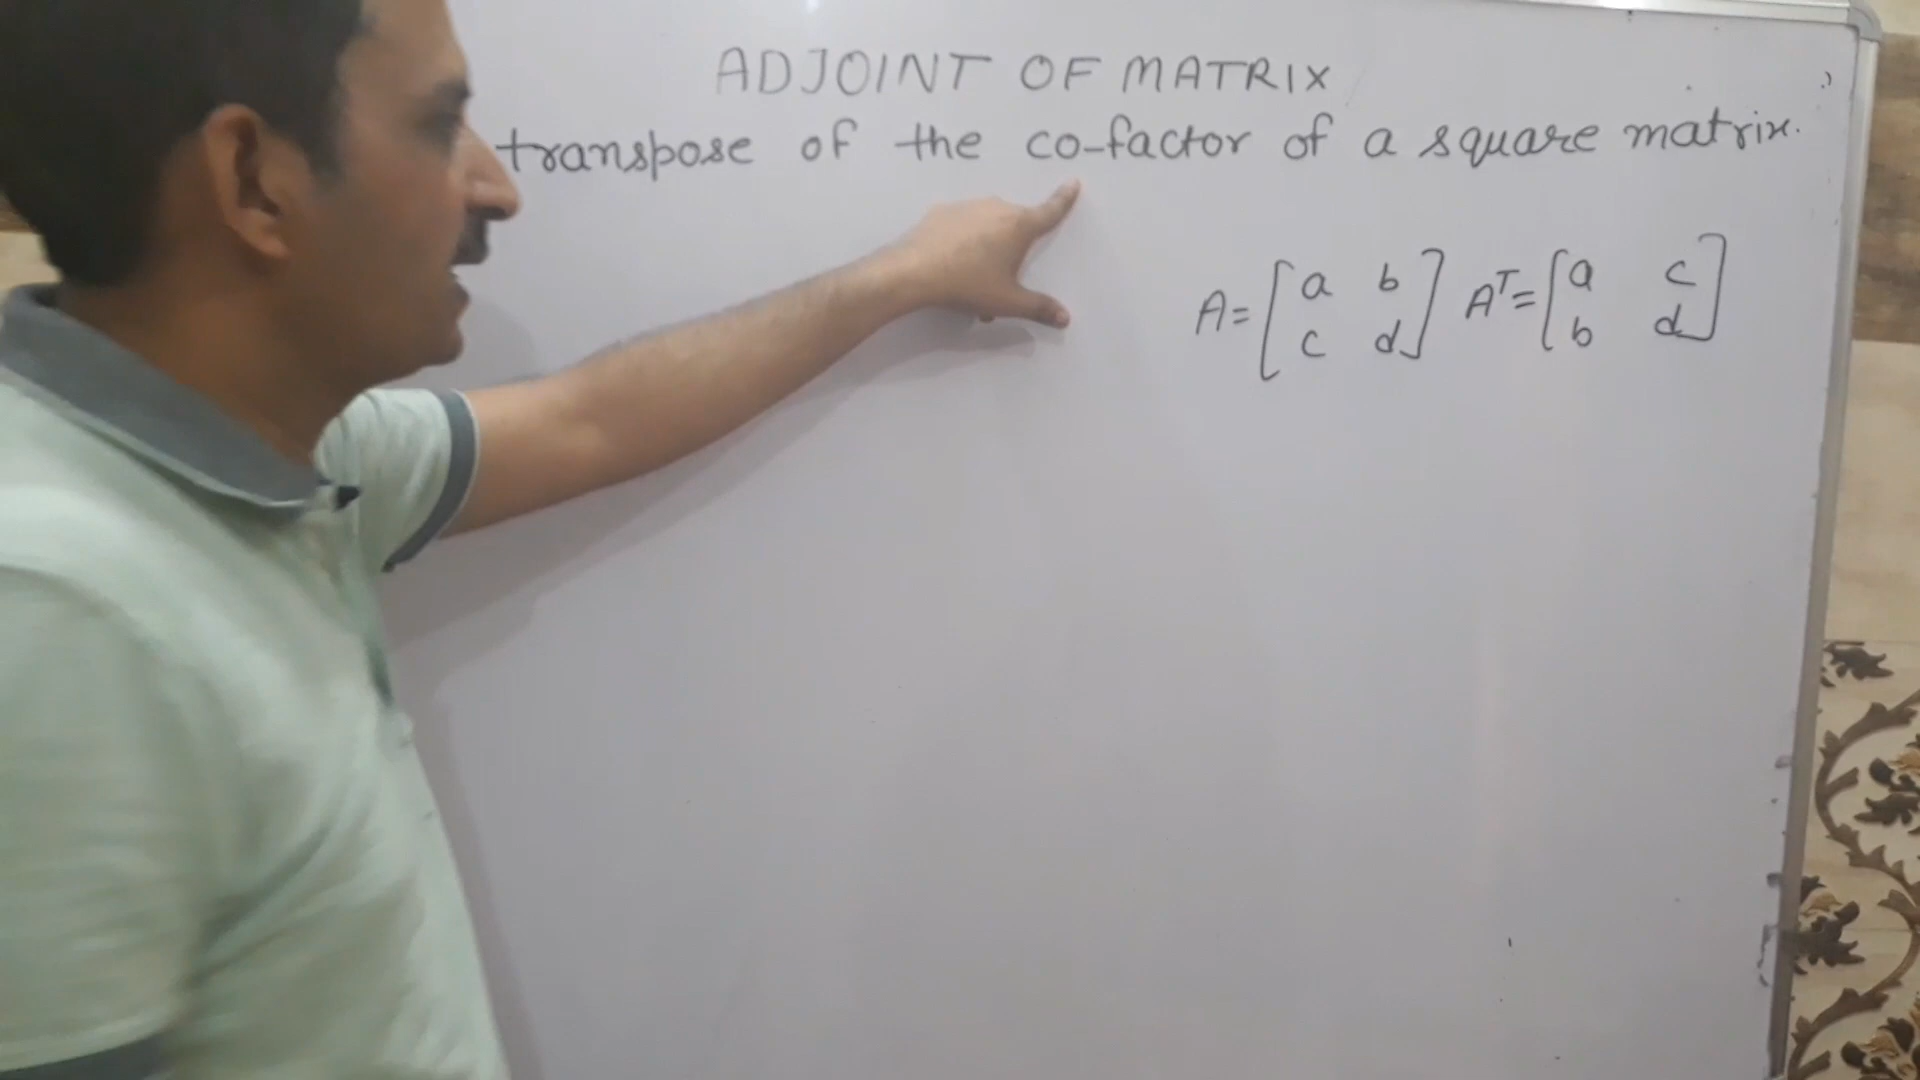 ADJOINT OF MATRIX
transpose of the co-factor of a square matrix.
A = [a b] Aᵀ = [a c]
[c d] [b d]